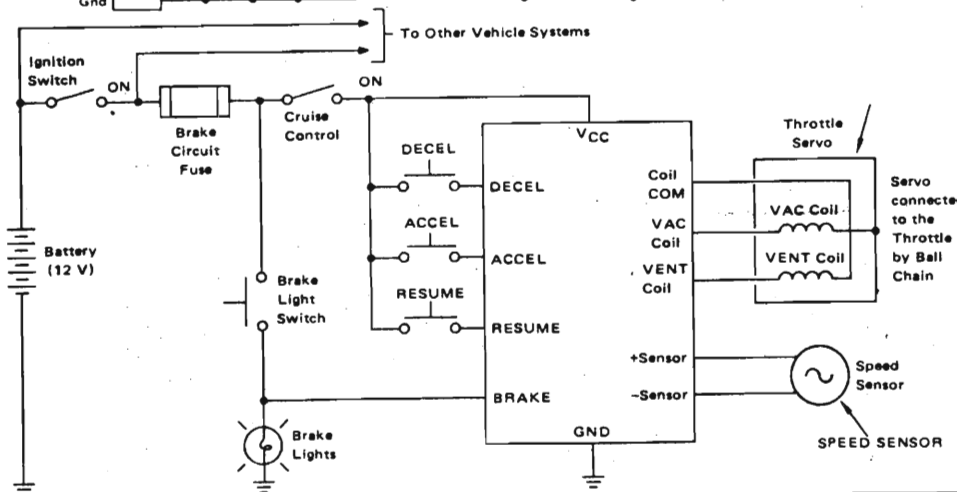 Gnd
To Other Vehicle Systems
Ignition
Switch
ON
ON
Brake
Circuit
Fuse
Cruise
Control
VCC
DECEL
DECEL
ACCEL
ACCEL
RESUME
RESUME
BRAKE
GND
Coil
COM
VAC
Coil
VENT
Coil
+Sensor
-Sensor
Throttle
Servo
VAC Coil
VENT Coil
Servo
connecte
to the
Throttle
by Ball
Chain
Battery
(12 V)
Brake
Light
Switch
Brake
Lights
Speed
Sensor
SPEED SENSOR